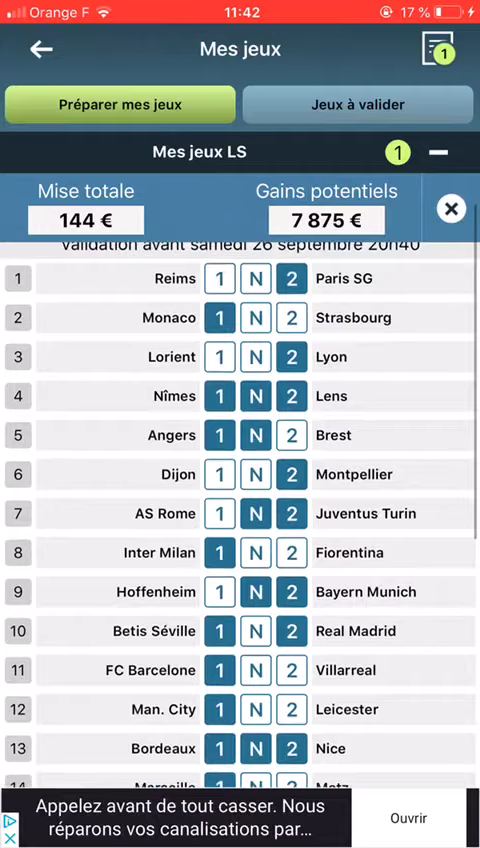 Orange F 11:42 17 %
Mes jeux
1
Préparer mes jeux Jeux à valider
Mes jeux LS 1
Mise totale Gains potentiels
144 € 7 875 €
Validation avant samedi 26 septembre 20h40
1 Reims 1 N 2 Paris SG
2 Monaco 1 N 2 Strasbourg
3 Lorient 1 N 2 Lyon
4 Nîmes 1 N 2 Lens
5 Angers 1 N 2 Brest
6 Dijon 1 N 2 Montpellier
7 AS Rome 1 N 2 Juventus Turin
8 Inter Milan 1 N 2 Fiorentina
9 Hoffenheim 1 N 2 Bayern Munich
10 Betis Séville 1 N 2 Real Madrid
11 FC Barcelone 1 N 2 Villarreal
12 Man. City 1 N 2 Leicester
13 Bordeaux 1 N 2 Nice
14 Marseille 1 N 2 Metz
Appelez avant de tout casser. Nous
réparons vos canalisations par...
Ouvrir